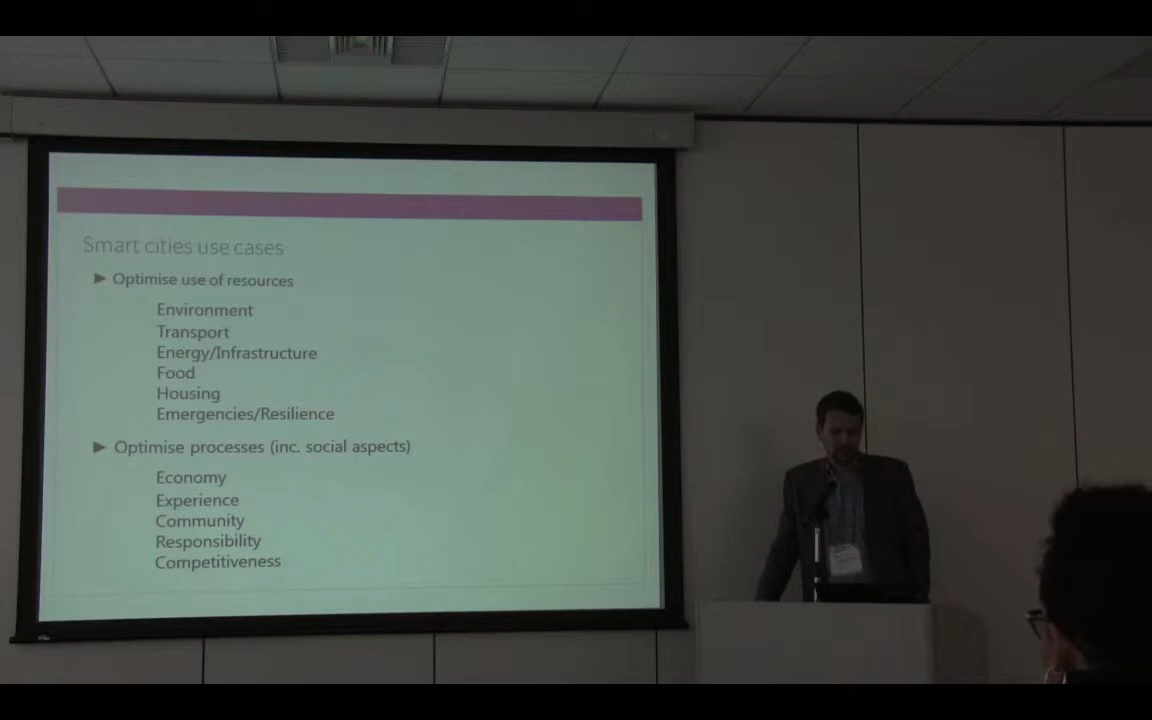 Smart cities use cases
► Optimise use of resources
Environment
Transport
Energy/Infrastructure
Food
Housing
Emergencies/Resilience
► Optimise processes (inc. social aspects)
Economy
Experience
Community
Responsibility
Competitiveness